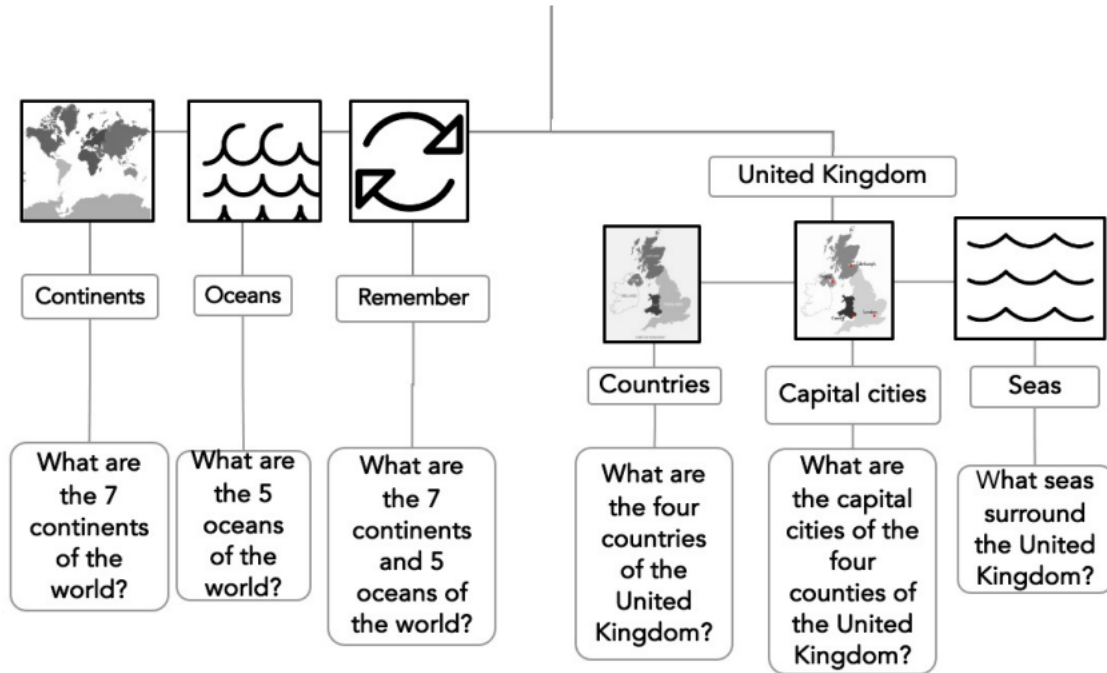 United Kingdom
Continents
Oceans
Remember
Countries
Capital cities
Seas
What are
the 7
continents
of the
world?
What are
the 5
oceans
of the
world?
What are
the 7
continents
and 5
oceans of
the world?
What are
the four
countries
of the
United
Kingdom?
What are
the capital
cities of the
four
counties of
the United
Kingdom?
What seas
surround
the United
Kingdom?
Edinburgh
London